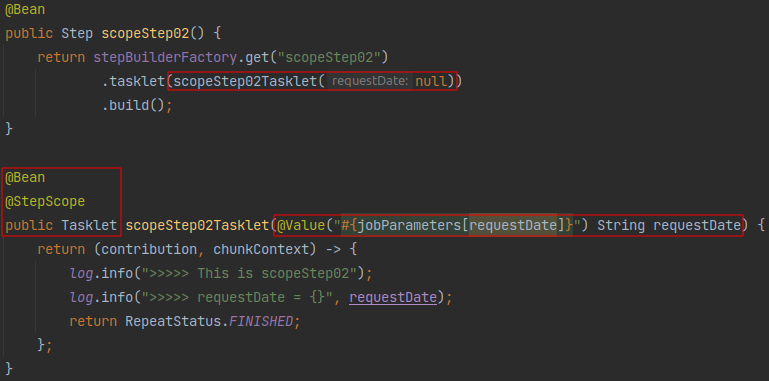 @Bean
public Step scopeStep02() {
    return stepBuilderFactory.get("scopeStep02")
            .tasklet(scopeStep02Tasklet( requestDate: null))
            .build();
}
@Bean
@StepScope
public Tasklet scopeStep02Tasklet(@Value("#{jobParameters[requestDate]}") String requestDate) {
    return (contribution, chunkContext) -> {
        log.info(">>>>> This is scopeStep02");
        log.info(">>>>> requestDate = {}", requestDate);
        return RepeatStatus.FINISHED;
    };
}